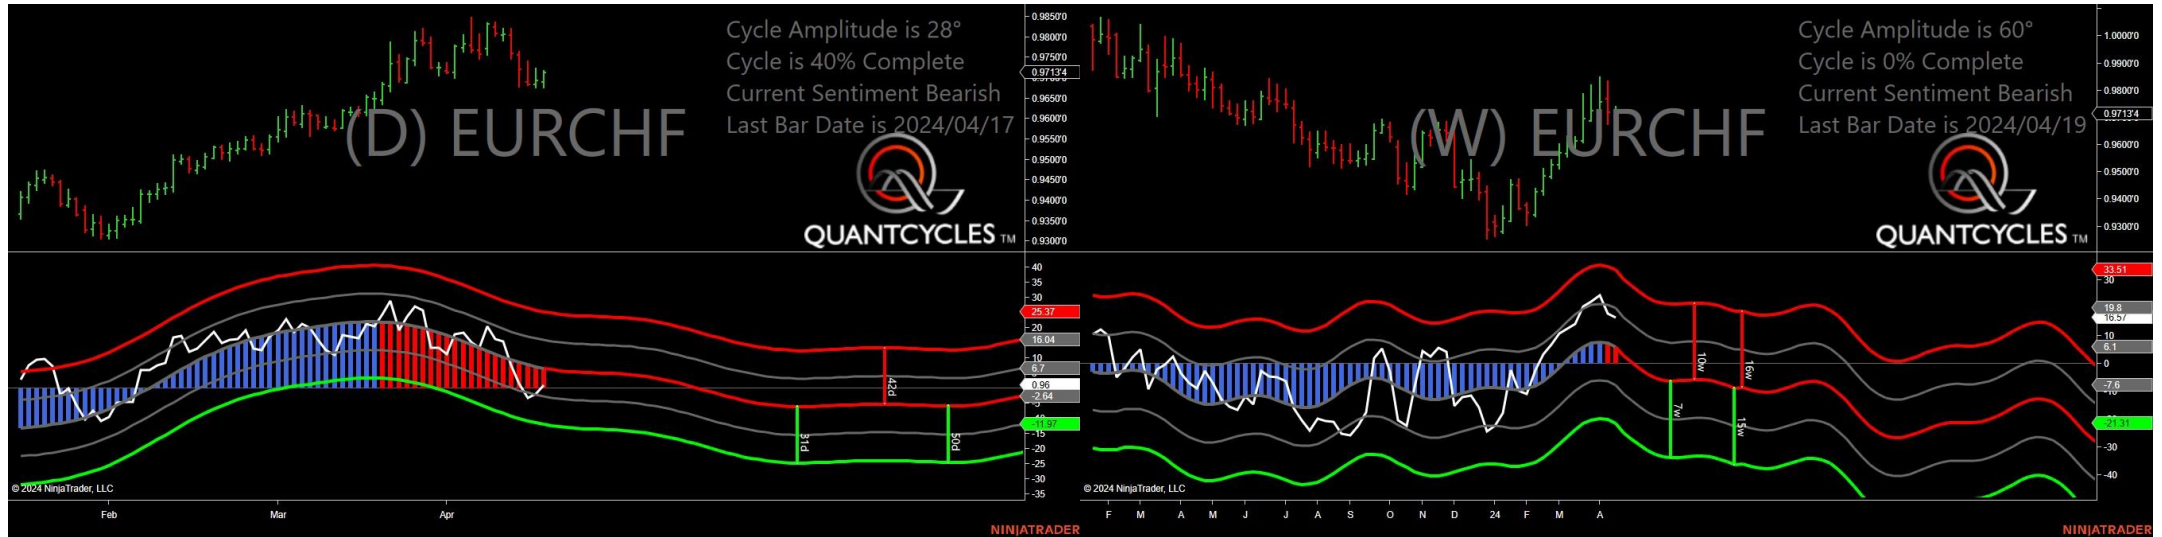 Cycle Amplitude is 28°
Cycle is 40% Complete
Current Sentiment Bearish
Last Bar Date is 2024/04/17
(D) EURCHF
QUANTCYCLES TM
0.9850'0
0.9800'0
0.9750'0
0.9713'4
0.9650'0
0.9600'0
0.9550'0
0.9500'0
0.9450'0
0.9400'0
0.9350'0
0.9300'0
40
35
30
25.37
20
16.04
10
6.7
0.96
-2.64
-11.97
-15
-20
-25
-30
-35
42d
31d
50d
© 2024 NinjaTrader, LLC
Feb
Mar
Apr
NINJATRADER
Cycle Amplitude is 60°
Cycle is 0% Complete
Current Sentiment Bearish
Last Bar Date is 2024/04/19
(W) EURCHF
QUANTCYCLES TM
1.0000'0
0.9900'0
0.9800'0
0.9713'4
0.9600'0
0.9500'0
0.9400'0
0.9300'0
33.51
30
19.8
16.57
10
6.1
0
-7.6
-21.31
-30
-40
10w
16w
7w
15w
© 2024 NinjaTrader, LLC
F M A M J J A S O N D 24 F M A
NINJATRADER